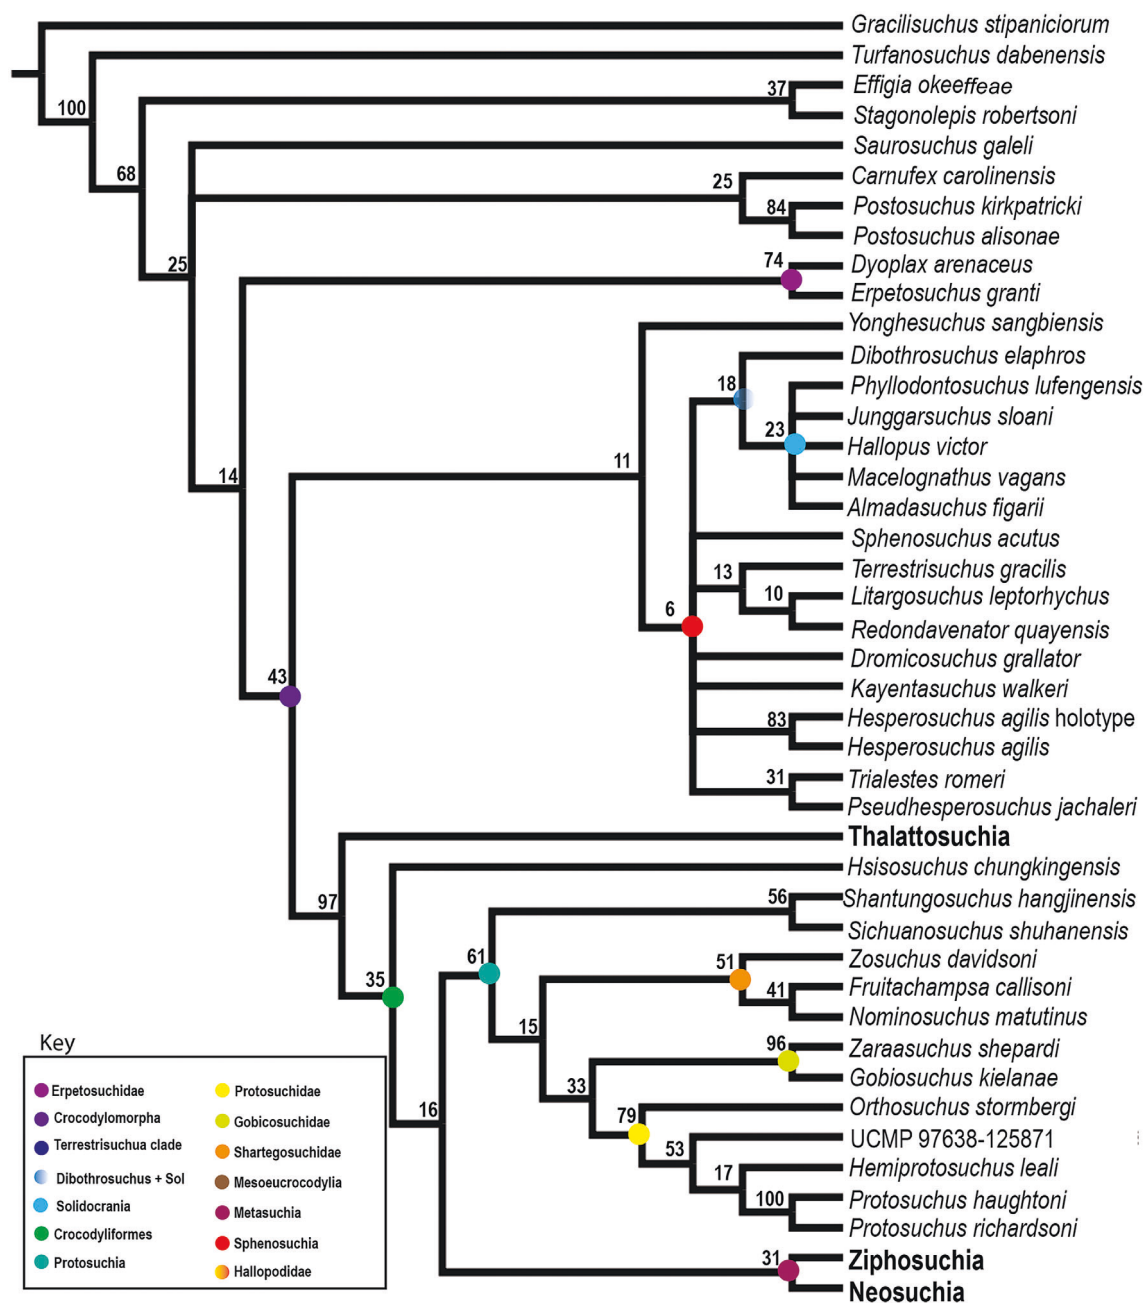 Gracilisuchus stipaniciorum
Turfanosuchus dabenensis
100
Effigia okeeffeae
37
Stagonolepis robertsoni
68
Saurosuchus galeli
Carnufex carolinensis
25
Postosuchus kirkpatricki
84
Postosuchus alisonae
25
Dyoplax arenaceus
74
Erpetosuchus granti
Yonghesuchus sangbiensis
Dibothrosuchus elaphros
18
Phyllodontosuchus lufengensis
Junggarsuchus sloani
23
Hallopus victor
11
Macelognathus vagans
14
Almadasuchus figarii
Sphenosuchus acutus
Terrestrisuchus gracilis
13
Litargosuchus leptorhychus
10
6
Redondavenator quayensis
Dromicosuchus grallator
43
Kayentasuchus walkeri
Hesperosuchus agilis holotype
83
Hesperosuchus agilis
Trialestes romeri
31
Pseudhesperosuchus jachaleri
Thalattosuchia
Hsisosuchus chungkingensis
97
Shantungosuchus hangjinensis
56
Sichuanosuchus shuhanensis
61
Zosuchus davidsoni
51
35
Fruitachampsa callisoni
41
Nominosuchus matutinus
15
Zaraasuchus shepardi
96
Gobiosuchus kielanae
33
Orthosuchus stormbergi
79
16
UCMP 97638-125871
53
Hemiprotosuchus leali
17
Protosuchus haughtoni
100
Protosuchus richardsoni
Ziphosuchia
31
Neosuchia
Key
Erpetosuchidae
Crocodylomorpha
Terrestrisuchua clade
Dibothrosuchus + Sol
Solidocrania
Crocodyliformes
Protosuchia
Protosuchidae
Gobicosuchidae
Shartegosuchidae
Mesoeucrocodylia
Metasuchia
Sphenosuchia
Hallopodidae